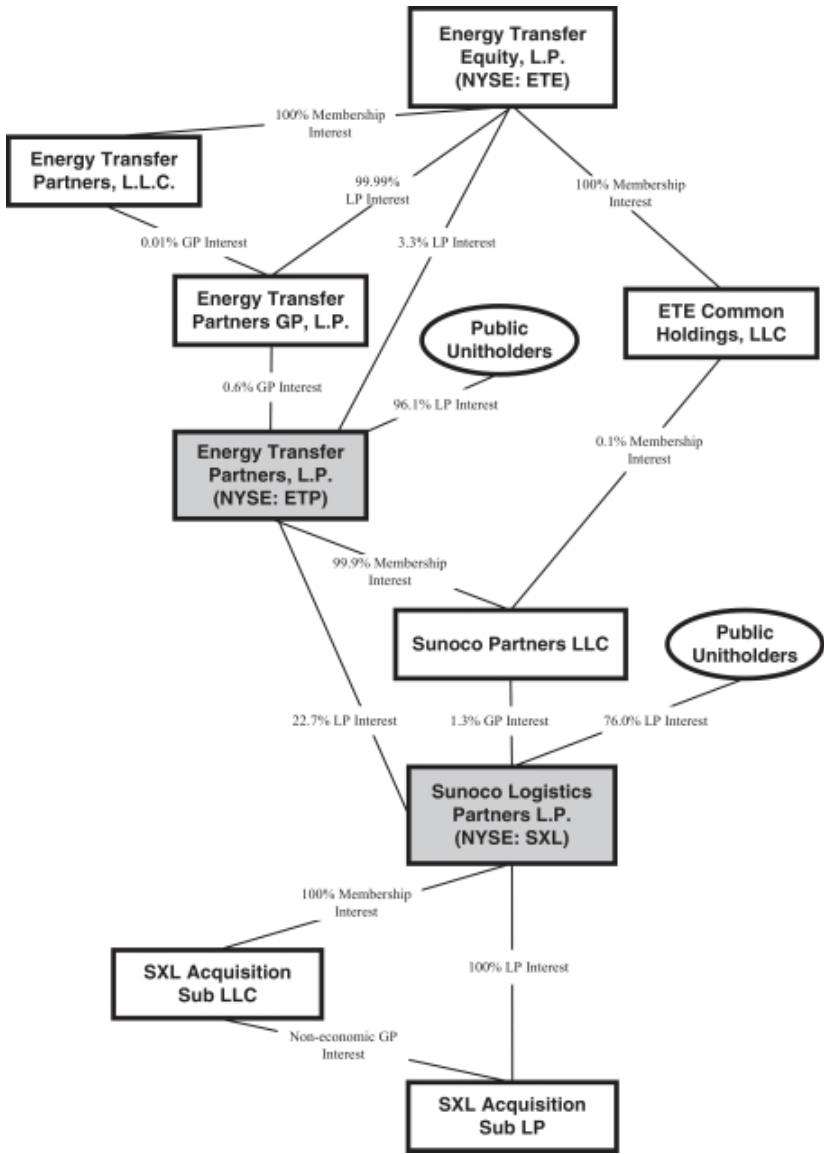 Energy Transfer
Equity, L.P.
(NYSE: ETE)
100% Membership
Interest
Energy Transfer
Partners, L.L.C.
99.99%
LP Interest
100% Membership
Interest
0.01% GP Interest
3.3% LP Interest
Energy Transfer
Partners GP, L.P.
Public
Unitholders
ETE Common
Holdings, LLC
0.6% GP Interest
96.1% LP Interest
Energy Transfer
Partners, L.P.
(NYSE: ETP)
0.1% Membership
Interest
99.9% Membership
Interest
Sunoco Partners LLC
Public
Unitholders
22.7% LP Interest
1.3% GP Interest
76.0% LP Interest
Sunoco Logistics
Partners L.P.
(NYSE: SXL)
100% Membership
Interest
SXL Acquisition
Sub LLC
100% LP Interest
Non-economic GP
Interest
SXL Acquisition
Sub LP